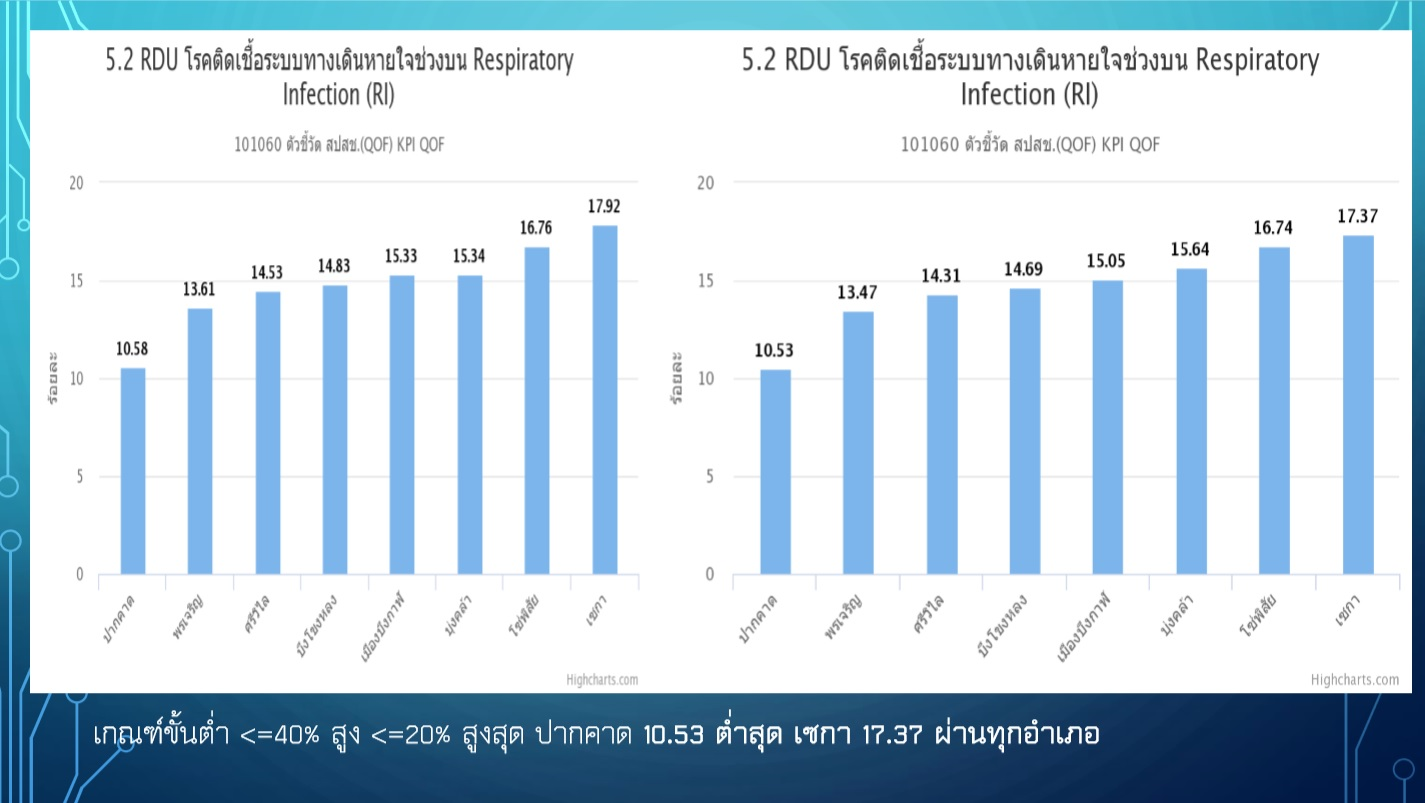 5.2 RDU โรคติดเชื้อระบบทางเดินหายใจช่วงบน Respiratory
Infection (RI)
101060 ตัวชี้วัด สปสช.(QOF) KPI QOF
ร้อยละ
20
15
10
5
0
10.58
13.61
14.53
14.83
15.33
15.34
16.76
17.92
ปากคาด
พรเจริญ
ศรีวิไล
บึงโขงหลง
เมืองบึงกาฬ
บุ่งคล้า
โซ่พิสัย
เซกา
Highcharts.com
5.2 RDU โรคติดเชื้อระบบทางเดินหายใจช่วงบน Respiratory
Infection (RI)
101060 ตัวชี้วัด สปสช.(QOF) KPI QOF
ร้อยละ
20
15
10
5
0
10.53
13.47
14.31
14.69
15.05
15.64
16.74
17.37
ปากคาด
พรเจริญ
ศรีวิไล
บึงโขงหลง
เมืองบึงกาฬ
บุ่งคล้า
โซ่พิสัย
เซกา
Highcharts.com
เกณฑ์ขั้นต่ำ <=40% สูง <=20% สูงสุด ปากคาด 10.53 ต่ำสุด เซกา 17.37 ผ่านทุกอำเภอ